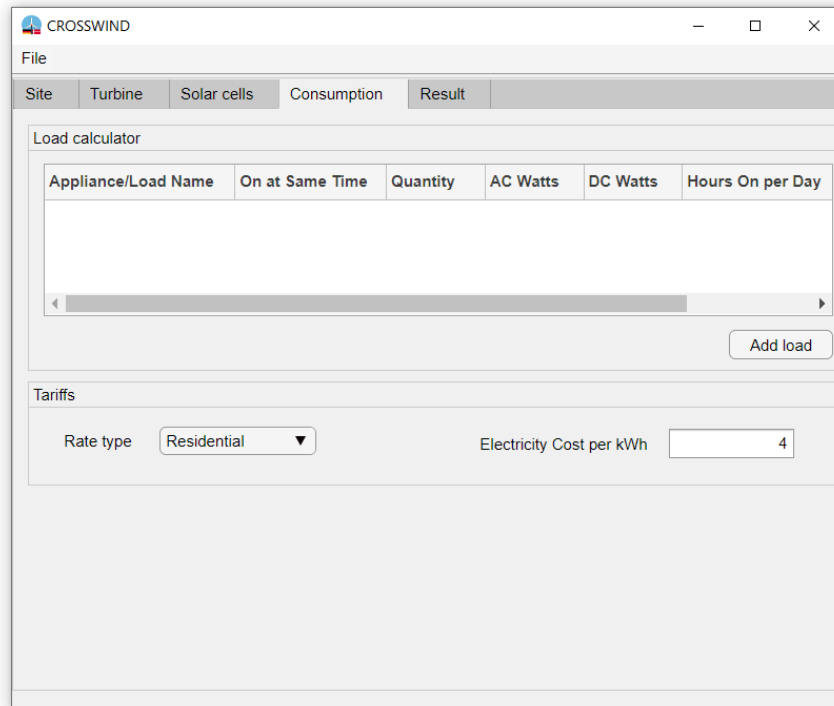 CROSSWIND
File
Site Turbine Solar cells Consumption Result
Load calculator
Appliance/Load Name On at Same Time Quantity AC Watts DC Watts Hours On per Day
Add load
Tariffs
Rate type Residential Electricity Cost per kWh 4